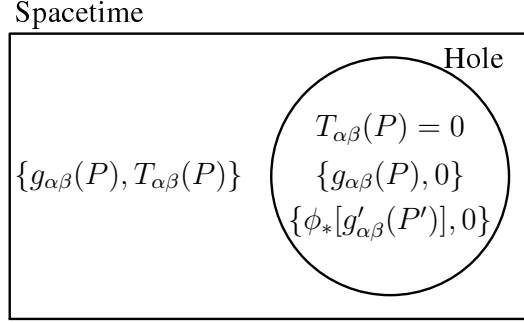 Spacetime
Hole
T_{αβ}(P) = 0
{g_{αβ}(P), T_{αβ}(P)}
{g_{αβ}(P), 0}
{ϕ_*[g'_{αβ}(P')], 0}